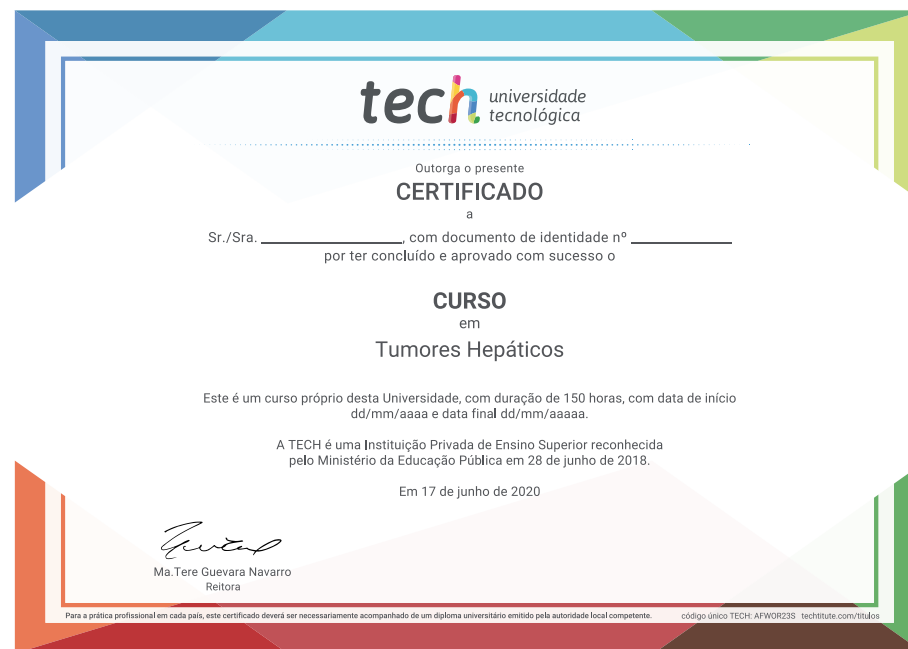 tech universidade
tecnológica
Outorga o presente
CERTIFICADO
a
Sr./Sra. ________________, com documento de identidade nº ____________
por ter concluído e aprovado com sucesso o
CURSO
em
Tumores Hepáticos
Este é um curso próprio desta Universidade, com duração de 150 horas, com data de início
dd/mm/aaaa e data final dd/mm/aaaaa.
A TECH é uma Instituição Privada de Ensino Superior reconhecida
pelo Ministério da Educação Pública em 28 de junho de 2018.
Em 17 de junho de 2020
Ma.Tere Guevara Navarro
Reitora
Para a prática profissional em cada país, este certificado deverá ser necessariamente acompanhado de um diploma universitário emitido pela autoridade local competente. código único TECH: AFWOR23S techtitute.com/titulos